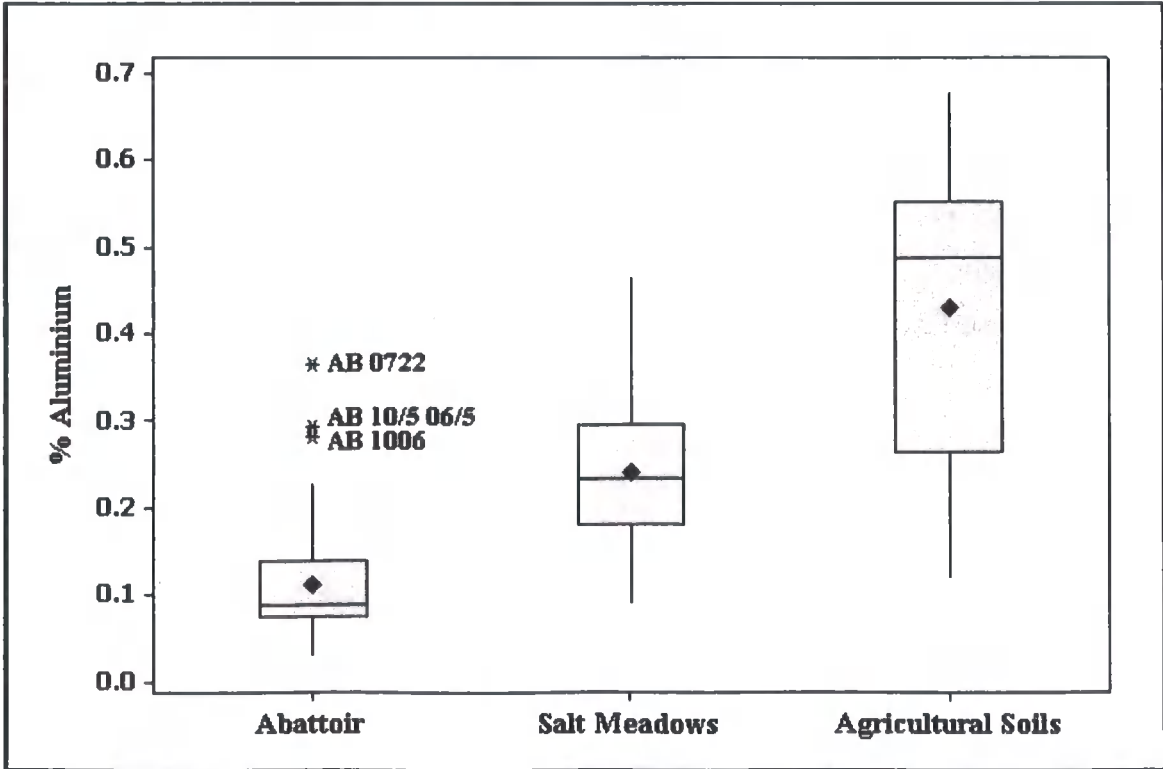 % Aluminium
0.7
0.6
0.5
0.4
0.3
0.2
0.1
0.0
AB 0722
AB 10/5 06/5
AB 1006
Abattoir
Salt Meadows
Agricultural Soils